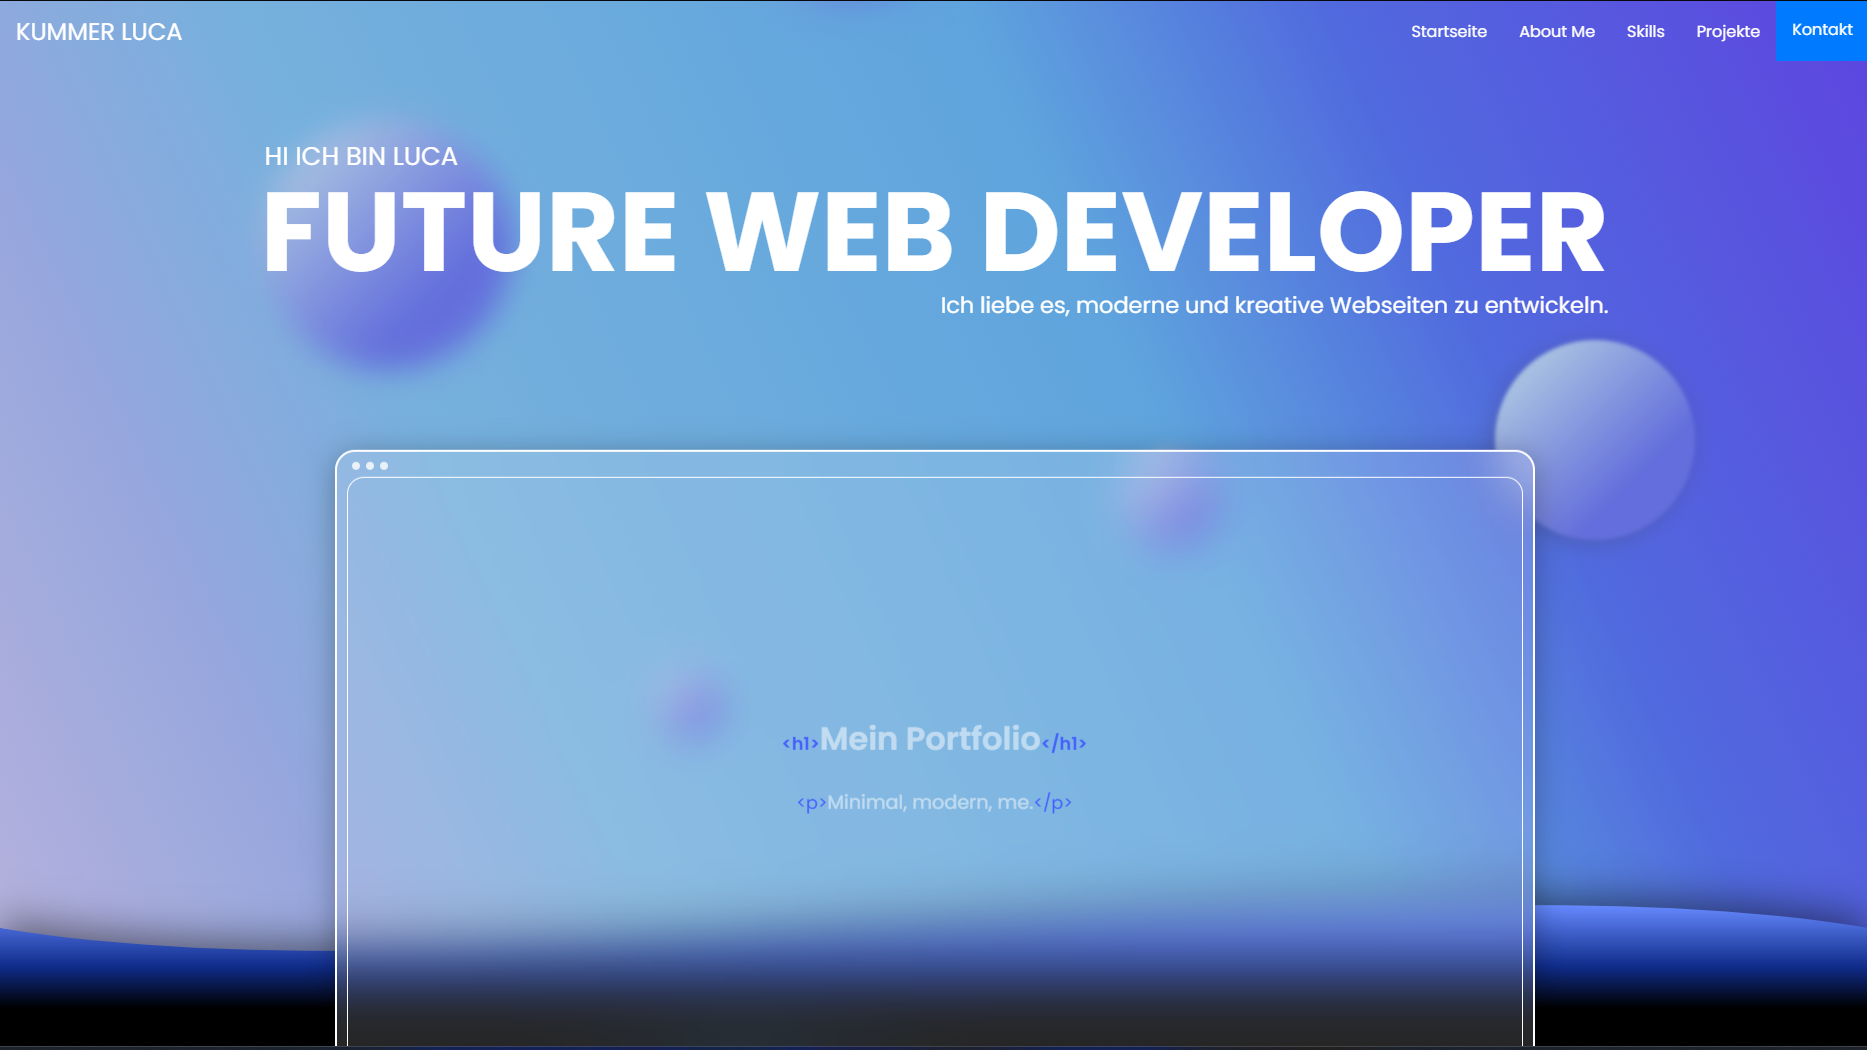 KUMMER LUCA
Startseite About Me Skills Projekte Kontakt
HI ICH BIN LUCA
FUTURE WEB DEVELOPER
Ich liebe es, moderne und kreative Webseiten zu entwickeln.
<h1>Mein Portfolio</h1>
<p>Minimal, modern, me.</p>